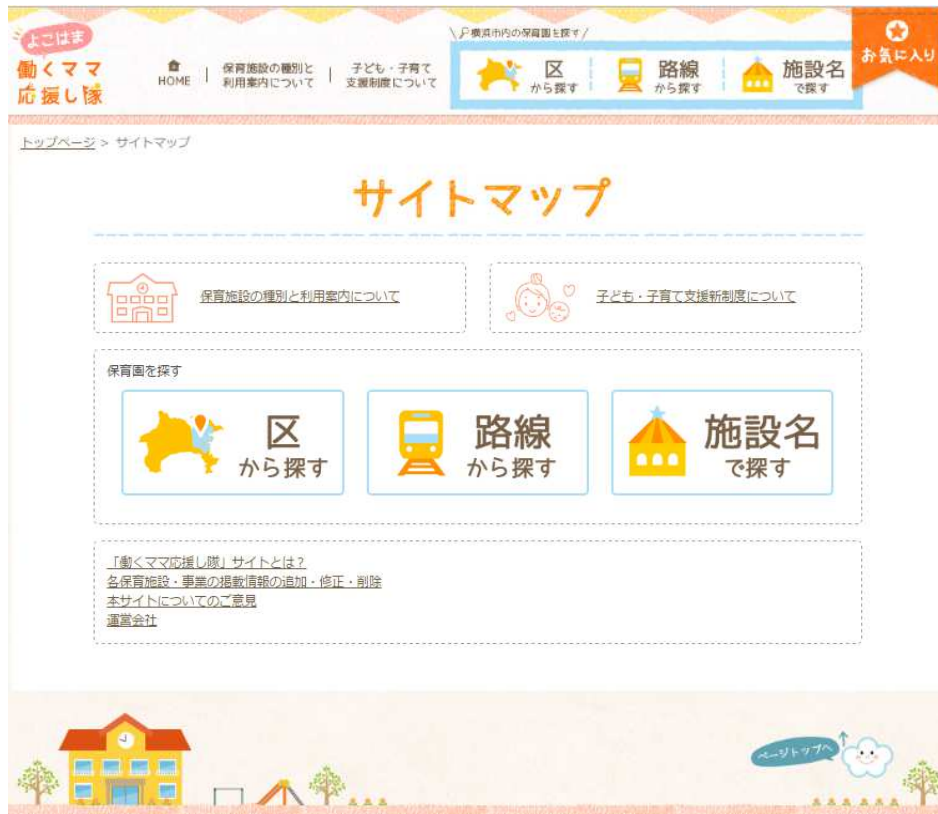 よこはま
働くママ
応援し隊
HOME
保育施設の種別と
利用案内について
子ども・子育て
支援制度について
横浜市内の保育園を探す
区
から探す
路線
から探す
施設名
で探す
お気に入り
トップページ > サイトマップ
サイトマップ
保育施設の種別と利用案内について
子ども・子育て支援新制度について
保育園を探す
区
から探す
路線
から探す
施設名
で探す
「働くママ応援し隊」サイトとは？
各保育施設・事業の掲載情報の追加・修正・削除
本サイトについてのご意見
運営会社
ページトップへ